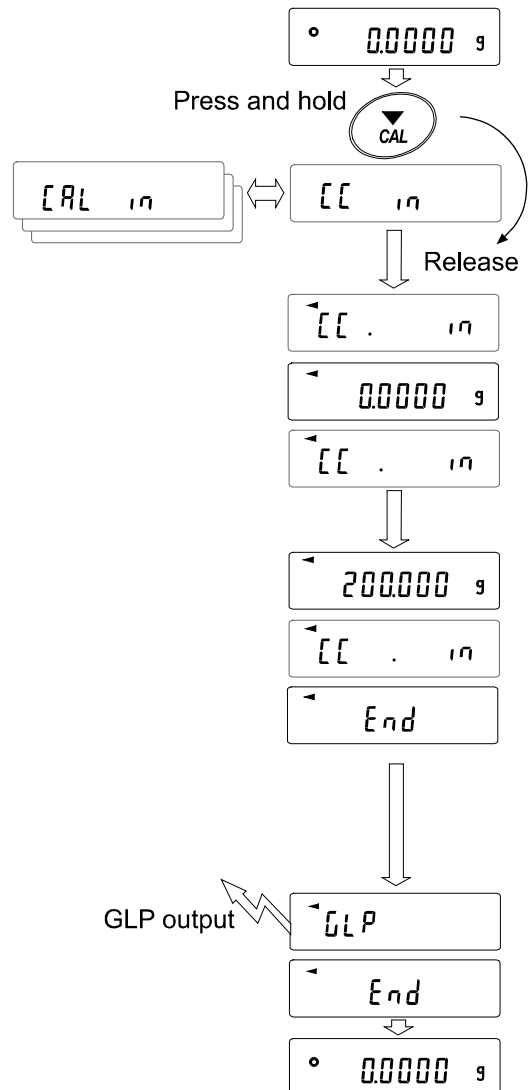 0.0000 g
Press and hold
CAL
CAL in
CC in
Release
CC . in
0.0000 g
CC . in
200.000 g
CC . in
End
GLP output
GLP
End
0.0000 g